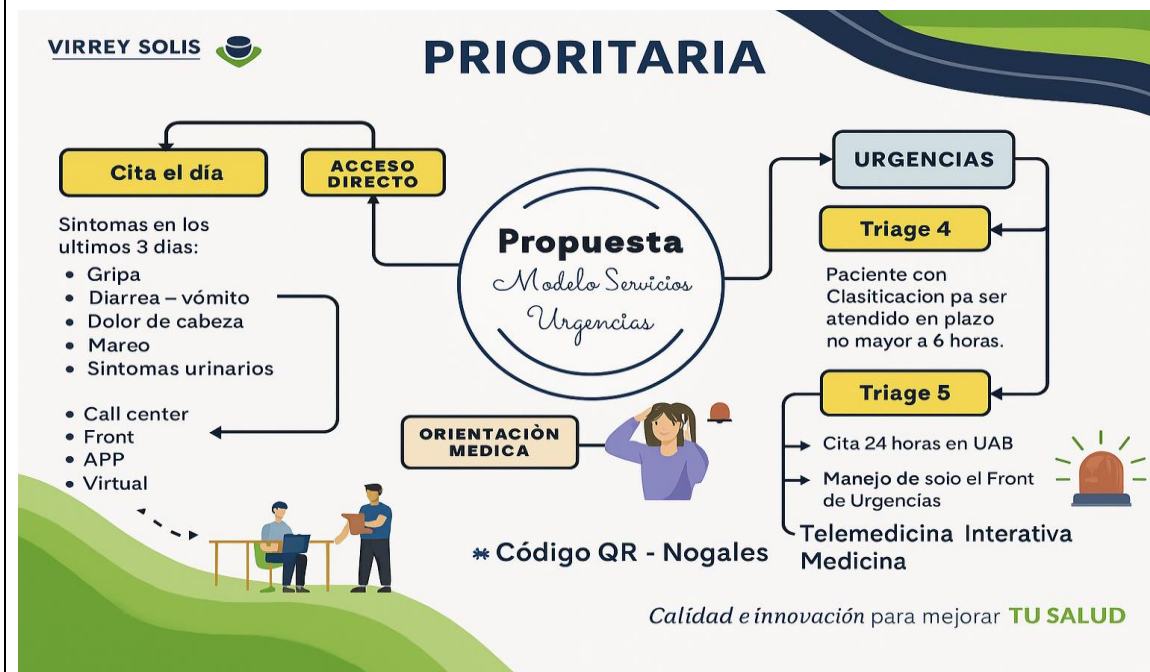 VIRREY SOLIS
PRIORITARIA
Cita el día
ACCESO
DIRECTO
Sintomas en los
ultimos 3 dias:
• Gripa
• Diarrea – vómito
• Dolor de cabeza
• Mareo
• Sintomas urinarios
• Call center
• Front
• APP
• Virtual
Propuesta
Modelo Servicios
Urgencias
ORIENTACIÒN
MEDICA
* Código QR - Nogales
URGENCIAS
Triage 4
Paciente con
Clasiticacion pa ser
atendido en plazo
no mayor a 6 horas.
Triage 5
Cita 24 horas en UAB
Manejo de soio el Front
de Urgencías
Telemedicina Interativa
Medicina
Calídad e innovación para mejorar TU SALUD